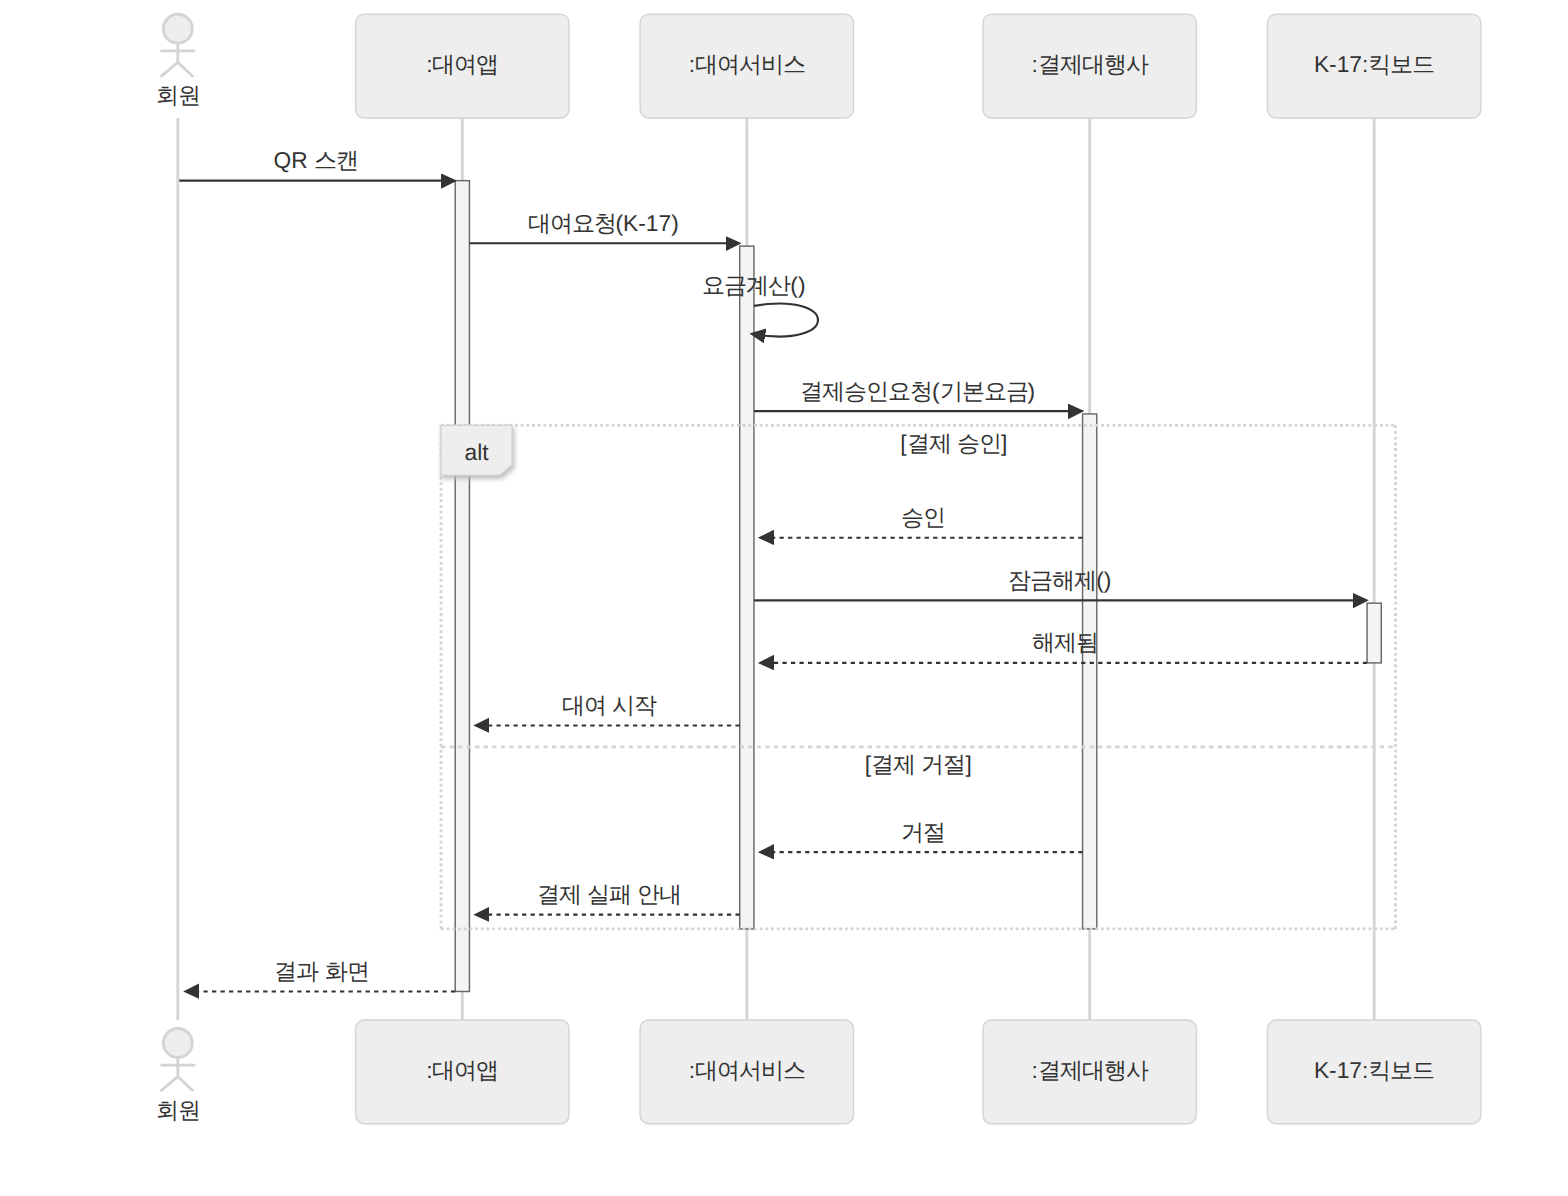 회원
:대여앱
:대여서비스
:결제대행사
K-17:킥보드
QR 스캔
대여요청(K-17)
요금계산()
결제승인요청(기본요금)
alt
[결제 승인]
승인
잠금해제()
해제됨
대여 시작
[결제 거절]
거절
결제 실패 안내
결과 화면
회원
:대여앱
:대여서비스
:결제대행사
K-17:킥보드